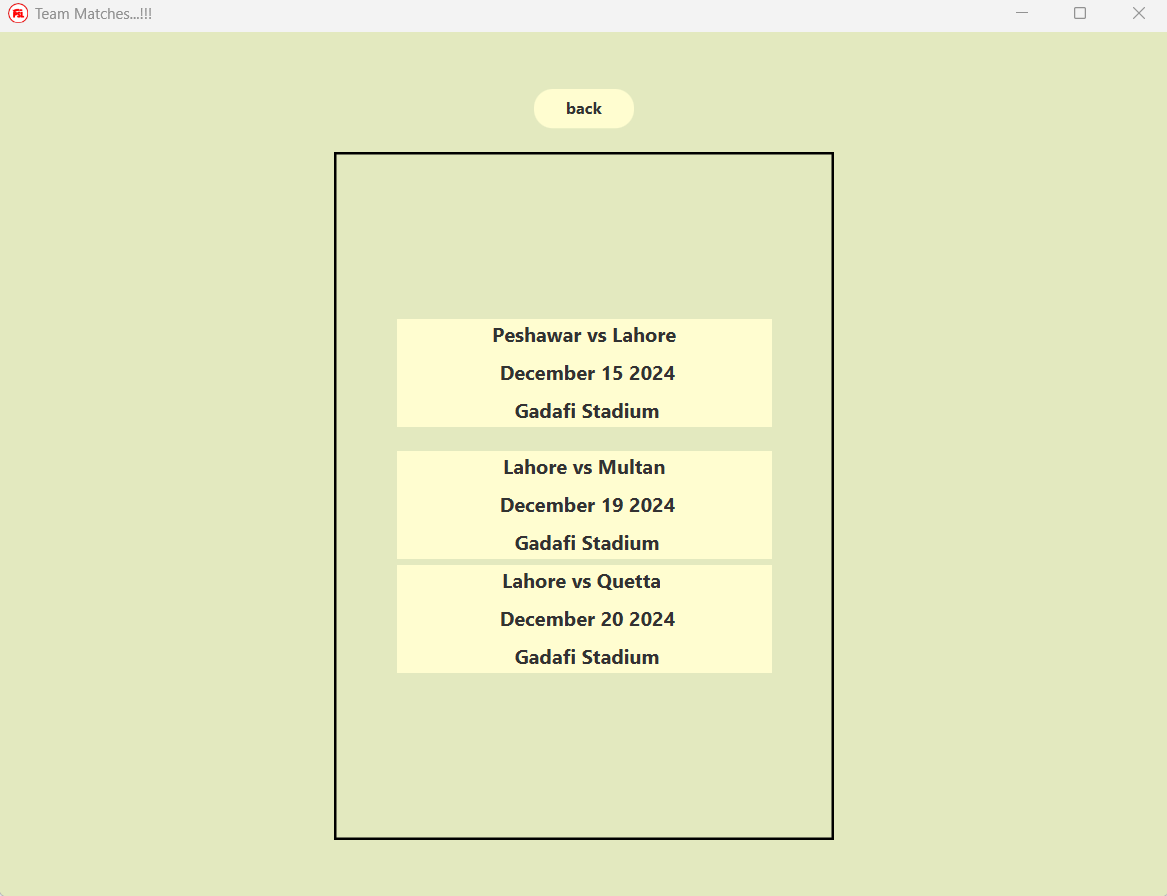 Team Matches...!!!
back
Peshawar vs Lahore
December 15 2024
Gadafi Stadium
Lahore vs Multan
December 19 2024
Gadafi Stadium
Lahore vs Quetta
December 20 2024
Gadafi Stadium